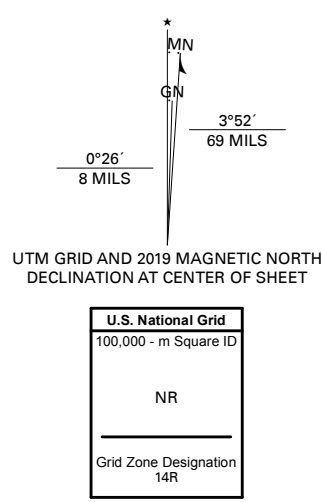 ★
MN
GN
3°52´
69 MILS
0°26´
8 MILS
UTM GRID AND 2019 MAGNETIC NORTH
DECLINATION AT CENTER OF SHEET
U.S. National Grid
100,000 - m Square ID
NR
Grid Zone Designation
14R